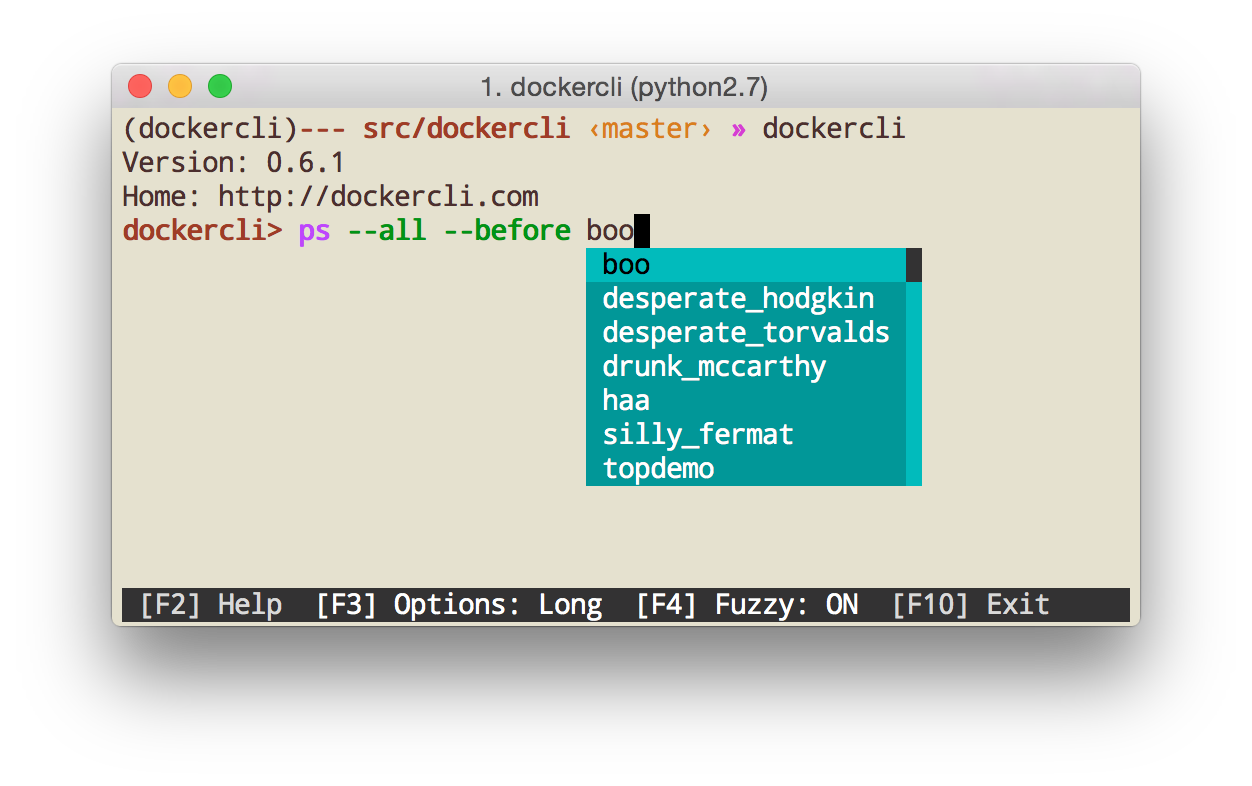 1. dockercli (python2.7)
(dockercli)--- src/dockercli ‹master› » dockercli
Version: 0.6.1
Home: http://dockercli.com
dockercli> ps --all --before boo
boo
desperate_hodgkin
desperate_torvalds
drunk_mccarthy
haa
silly_fermat
topdemo
[F2] Help [F3] Options: Long [F4] Fuzzy: ON [F10] Exit